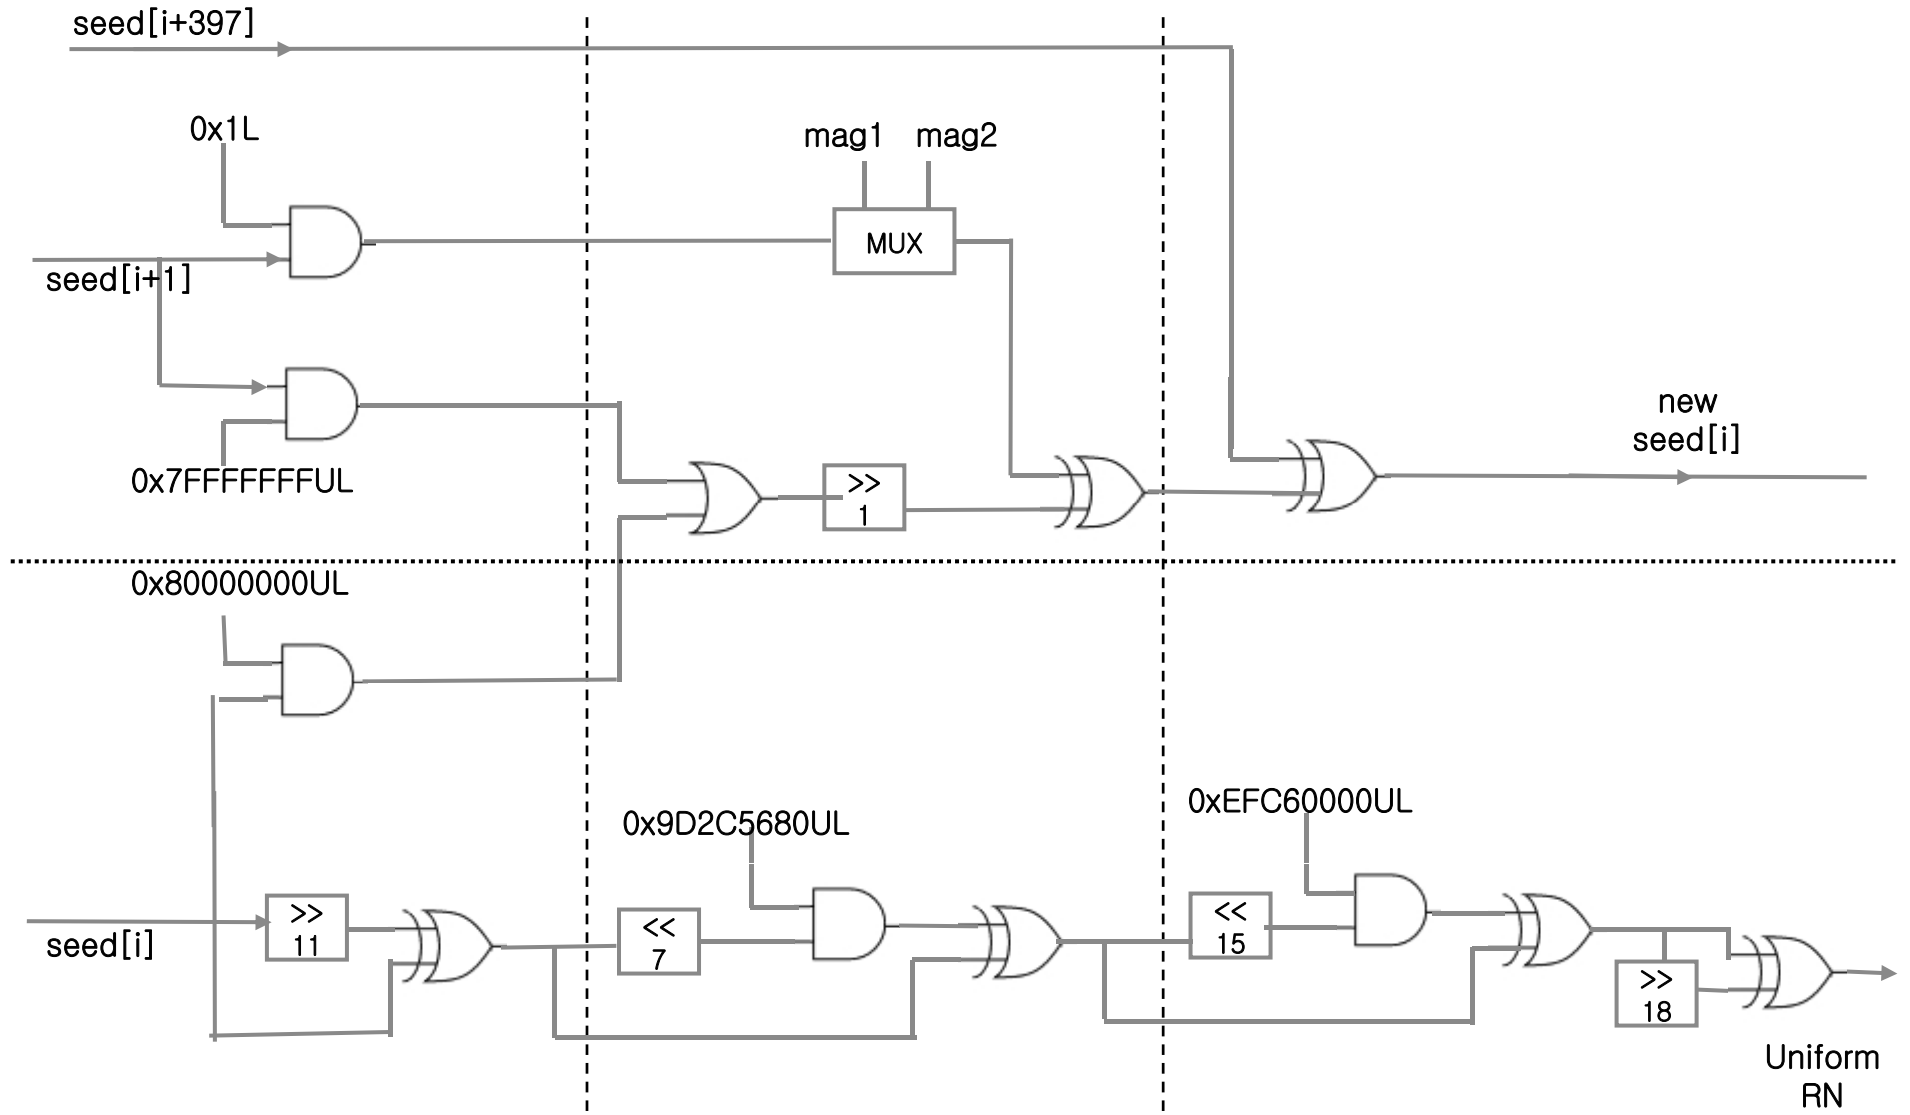 seed[i+397]
0x1L
mag1 mag2
MUX
seed[i+1]
new
seed[i]
0x7FFFFFFFUL
>>
1
0x80000000UL
0x9D2C5680UL
0xEFC60000UL
>>
11
<<
7
<<
15
seed[i]
>>
18
Uniform
RN